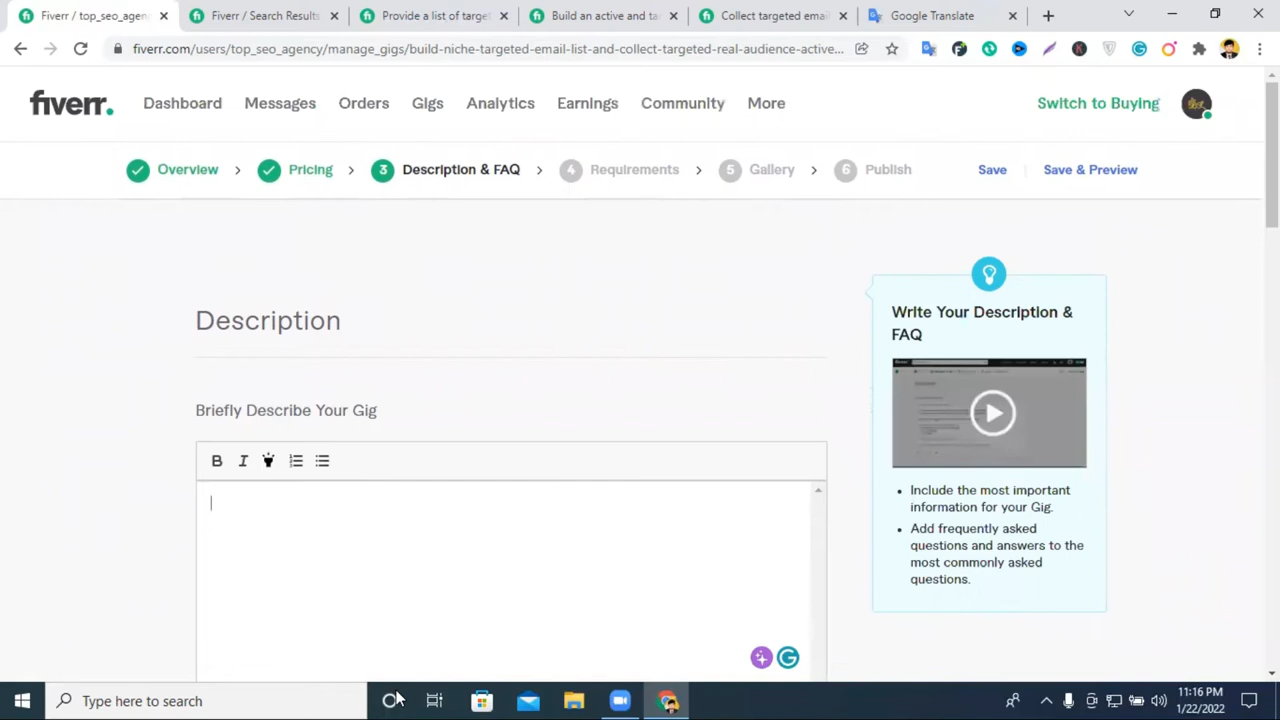 Fiverr / top_seo_agen
Fiverr / Search Results
Provide a list of targe
Build an active and ta
Collect targeted emai
Google Translate
fiverr.com/users/top_seo_agency/manage_gigs/build-niche-targeted-email-list-and-collect-targeted-real-audience-active...
fiverr.
Dashboard
Messages
Orders
Gigs
Analytics
Earnings
Community
More
Switch to Buying
Overview
Pricing
3 Description & FAQ
4 Requirements
5 Gallery
6 Publish
Save
Save & Preview
Write Your Description &
FAQ
Description
Briefly Describe Your Gig
B I
Include the most important
information for your Gig.
Add frequently asked
questions and answers to the
most commonly asked
questions.
Type here to search
11:16 PM
1/22/2022